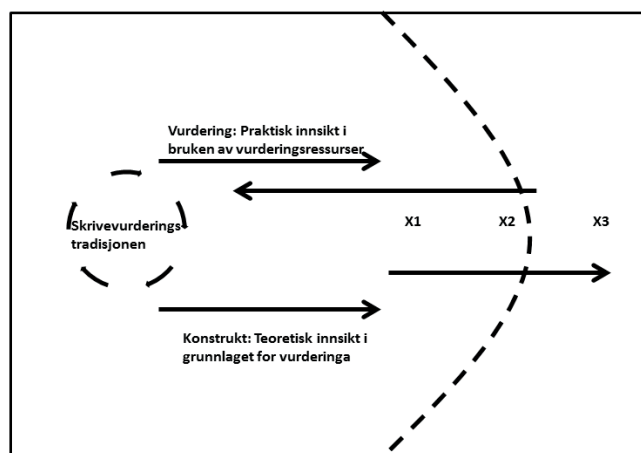 Vurdering: Praktisk innsikt i
bruken av vurderingsressurser
Skrivevurderings-
tradisjonen
X1 X2 X3
Konstrukt: Teoretisk innsikt i
grunnlaget for vurderinga